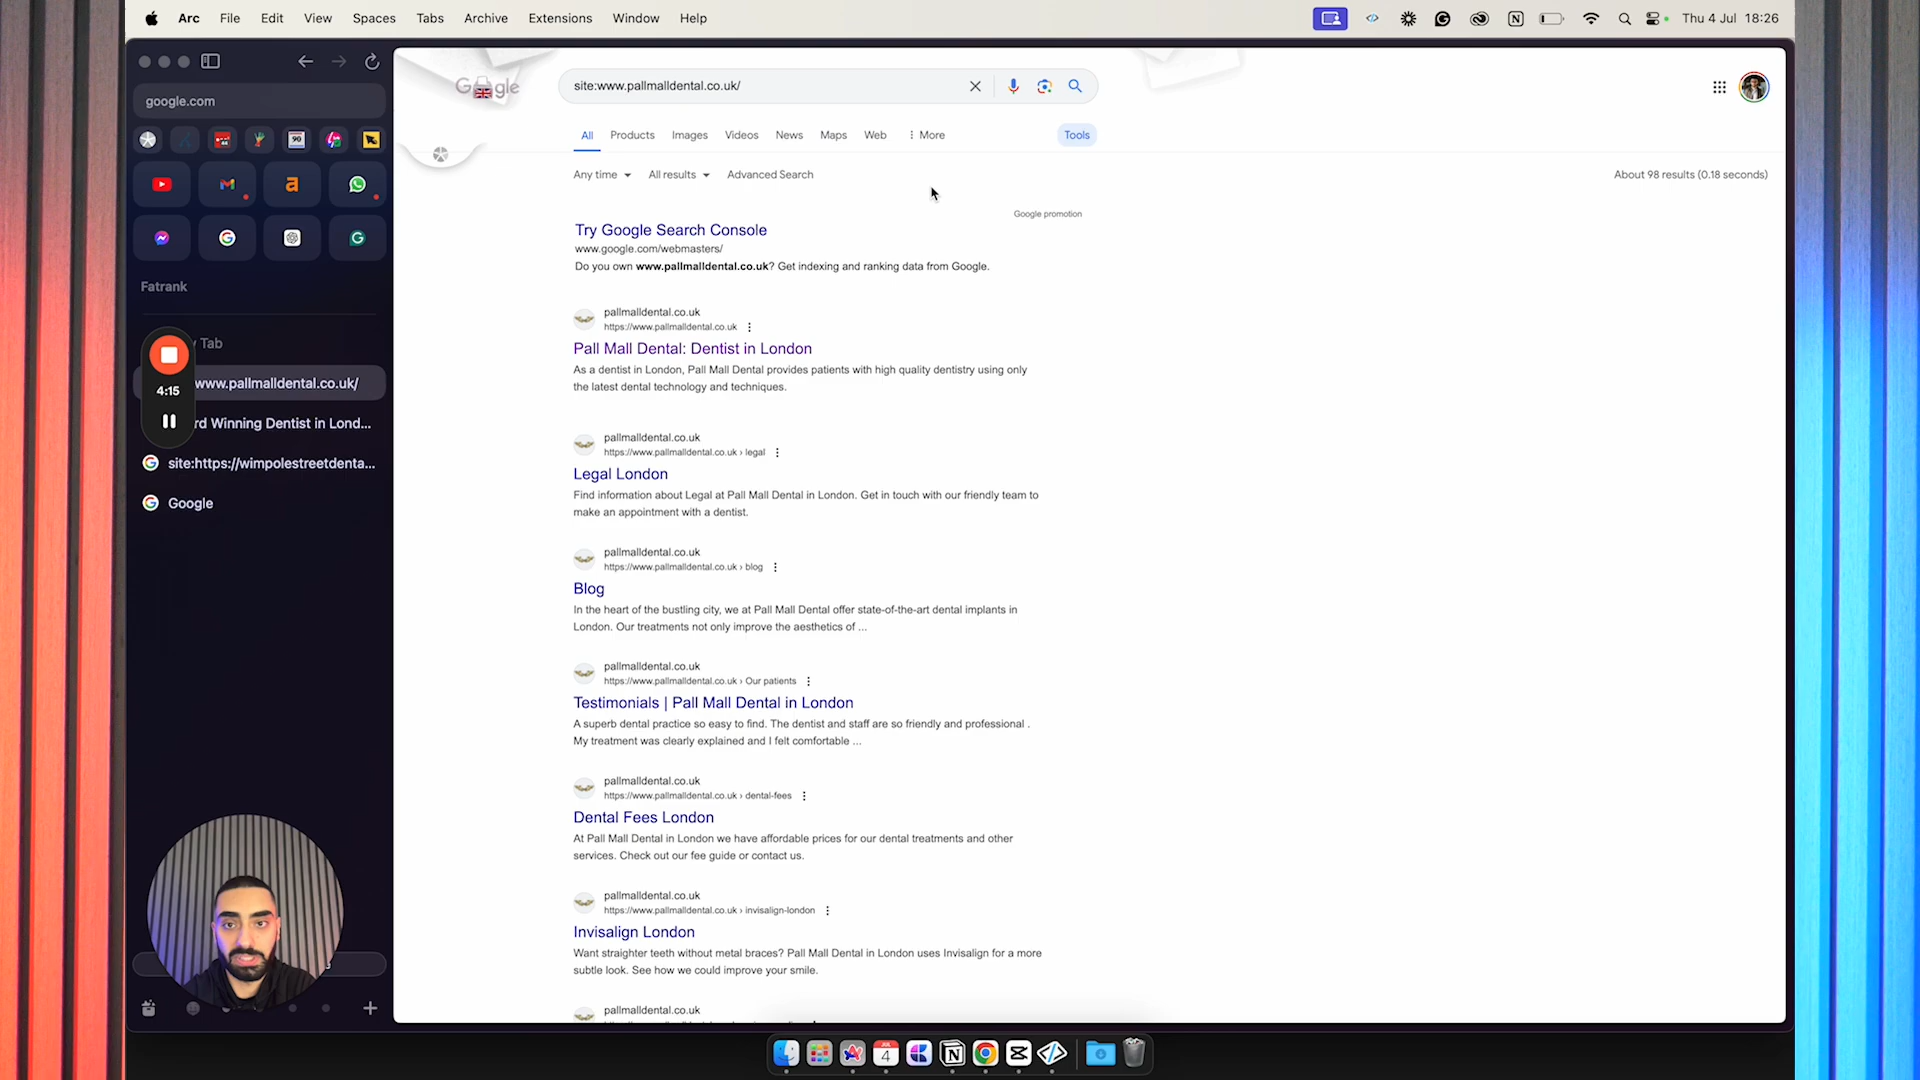 Arc File Edit View Spaces Tabs Archive Extensions Window Help
Thu 4 Jul 18:26
google.com
Fatrank
Tab
4:15
www.pallmalldental.co.uk/
rd Winning Dentist in Lond...
site:https://wimpolestreetdenta...
Google
Google
site:www.pallmalldental.co.uk/
All Products Images Videos News Maps Web More Tools
Any time All results Advanced Search
About 98 results (0.18 seconds)
Google promotion
Try Google Search Console
www.google.com/webmasters/
Do you own www.pallmalldental.co.uk? Get indexing and ranking data from Google.
pallmalldental.co.uk
https://www.pallmalldental.co.uk
Pall Mall Dental: Dentist in London
As a dentist in London, Pall Mall Dental provides patients with high quality dentistry using only
the latest dental technology and techniques.
pallmalldental.co.uk
https://www.pallmalldental.co.uk › legal
Legal London
Find information about Legal at Pall Mall Dental in London. Get in touch with our friendly team to
make an appointment with a dentist.
pallmalldental.co.uk
https://www.pallmalldental.co.uk › blog
Blog
In the heart of the bustling city, we at Pall Mall Dental offer state-of-the-art dental implants in
London. Our treatments not only improve the aesthetics of ...
pallmalldental.co.uk
https://www.pallmalldental.co.uk › Our patients
Testimonials | Pall Mall Dental in London
A superb dental practice so easy to find. The dentist and staff are so friendly and professional .
My treatment was clearly explained and I felt comfortable ...
pallmalldental.co.uk
https://www.pallmalldental.co.uk › dental-fees
Dental Fees London
At Pall Mall Dental in London we have affordable prices for our dental treatments and other
services. Check out our fee guide or contact us.
pallmalldental.co.uk
https://www.pallmalldental.co.uk › invisalign-london
Invisalign London
Want straighter teeth without metal braces? Pall Mall Dental in London uses Invisalign for a more
subtle look. See how we could improve your smile.
pallmalldental.co.uk
JUL
4